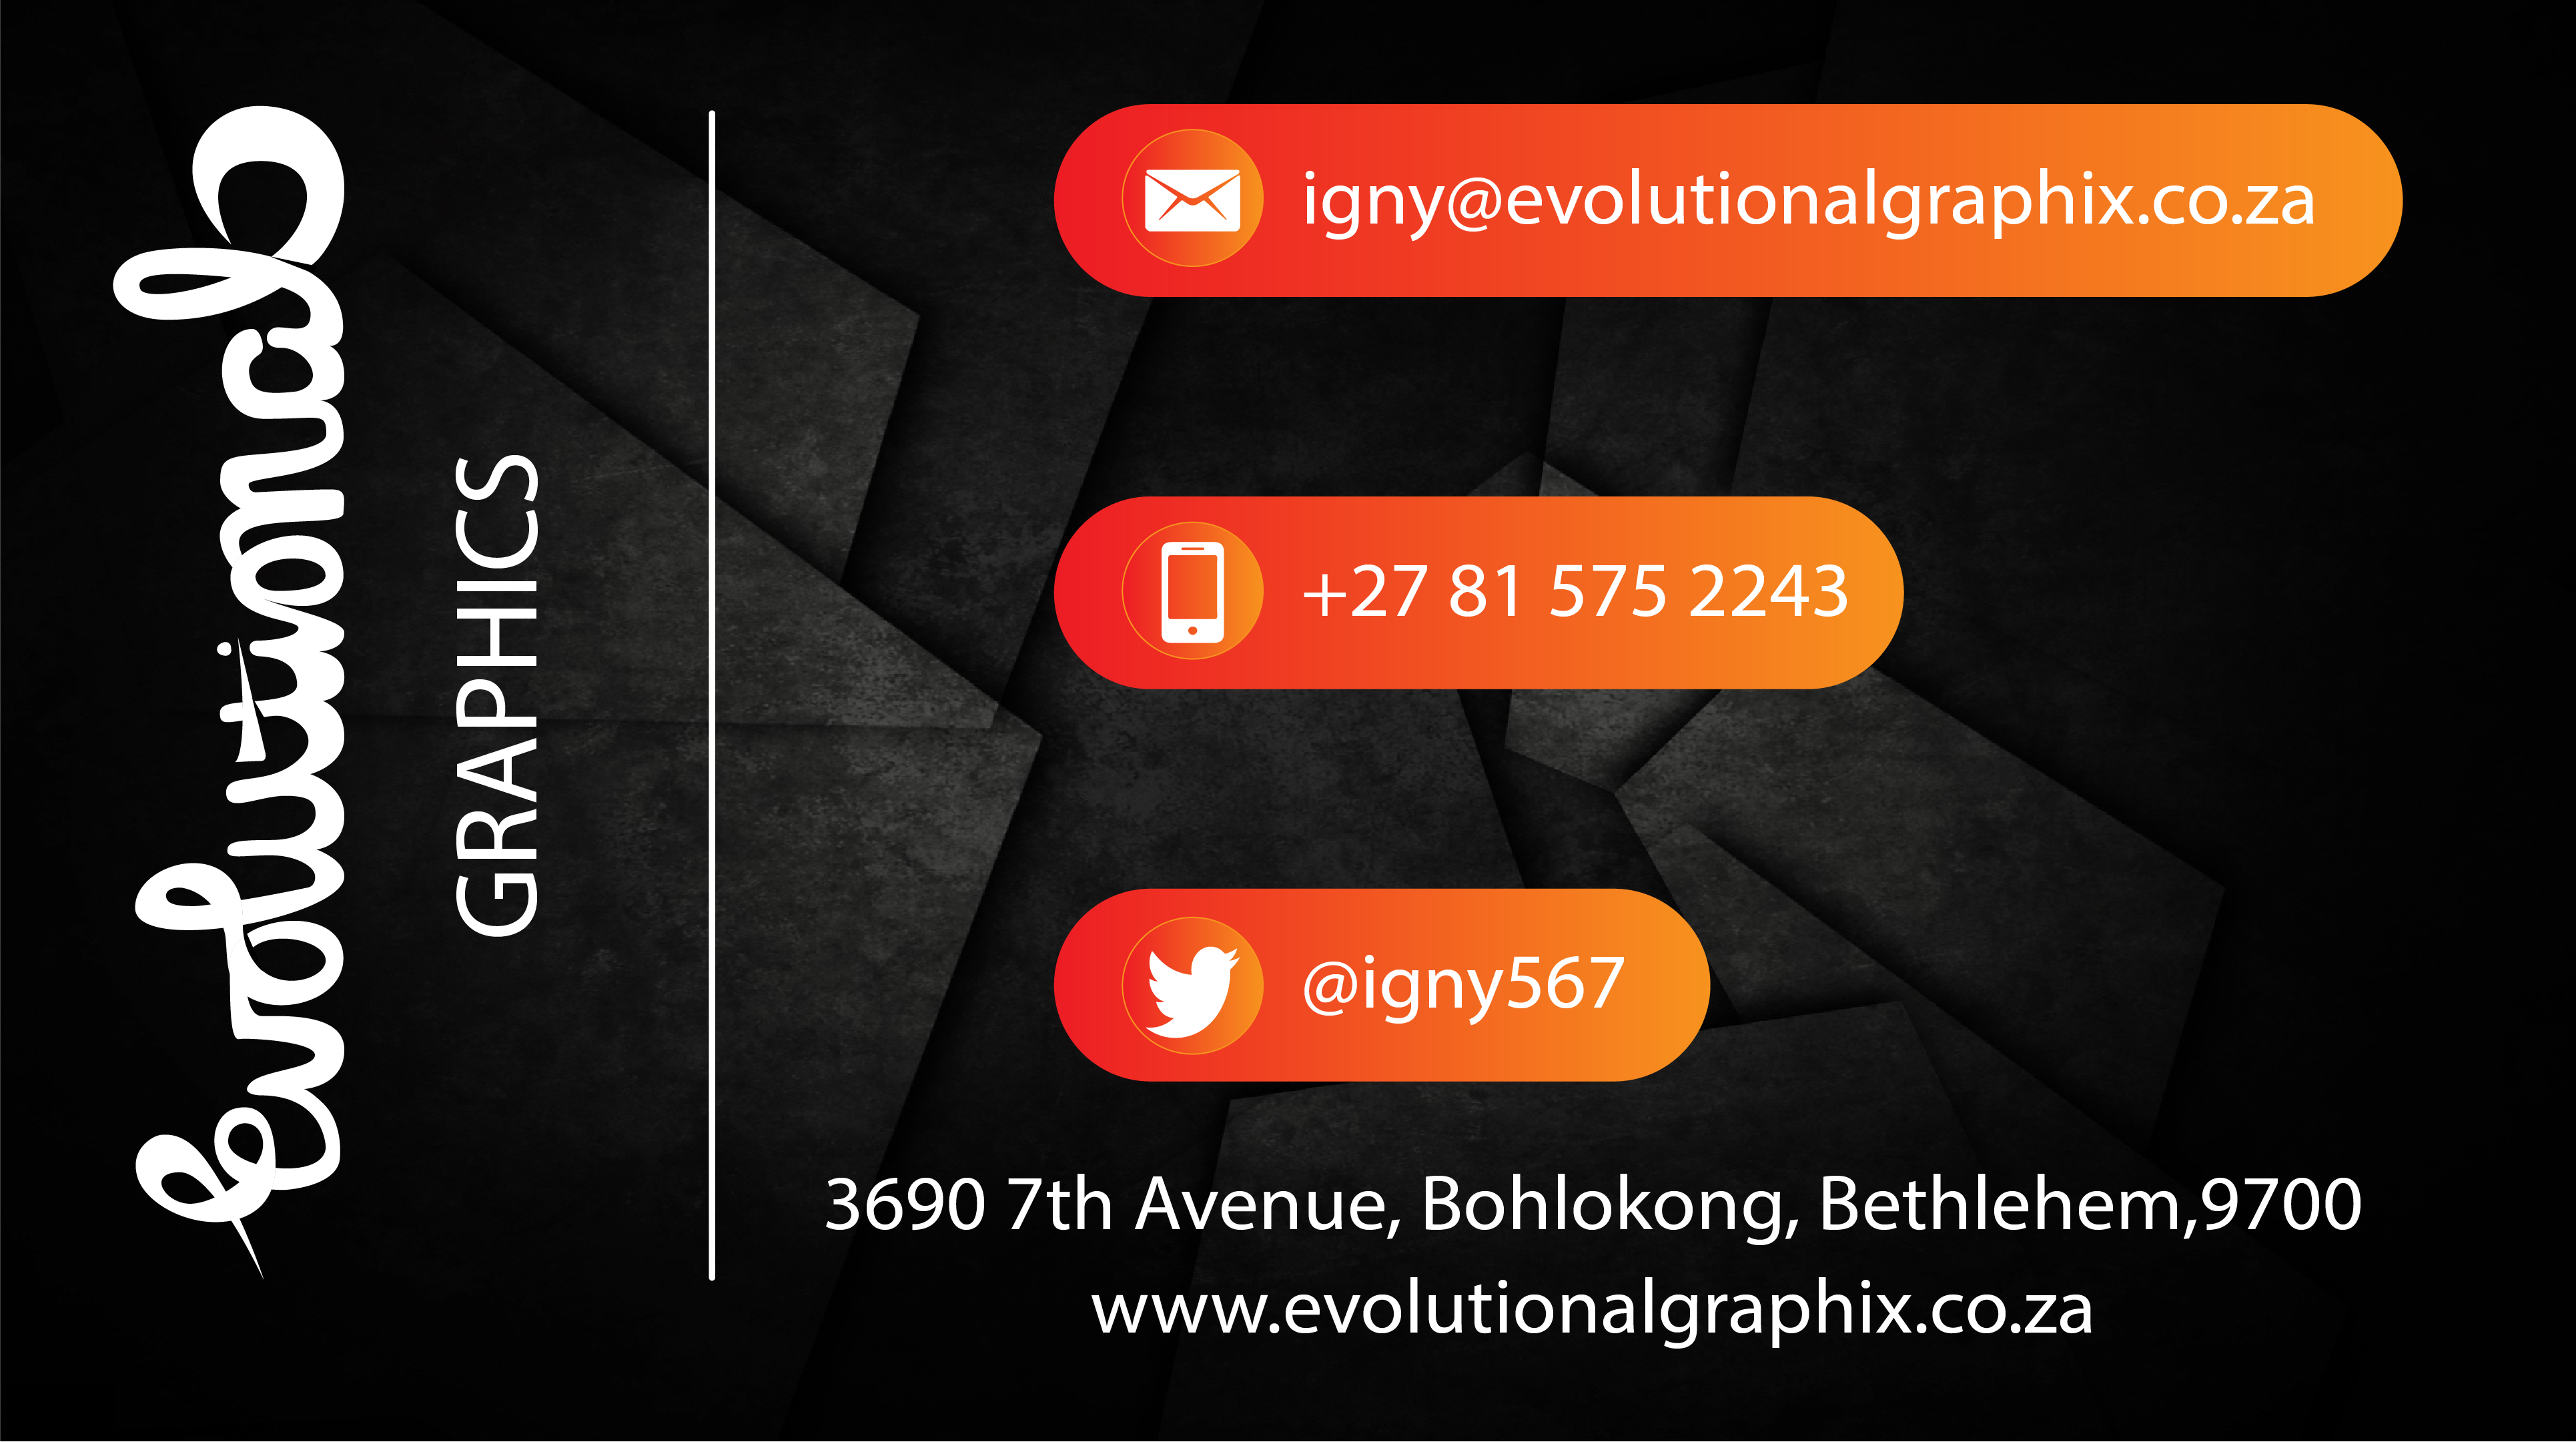 evolutional
GRAPHICS
igny@evolutionalgraphix.co.za
+27 81 575 2243
@igny567
3690 7th Avenue, Bohlokong, Bethlehem,9700
www.evolutionalgraphix.co.za